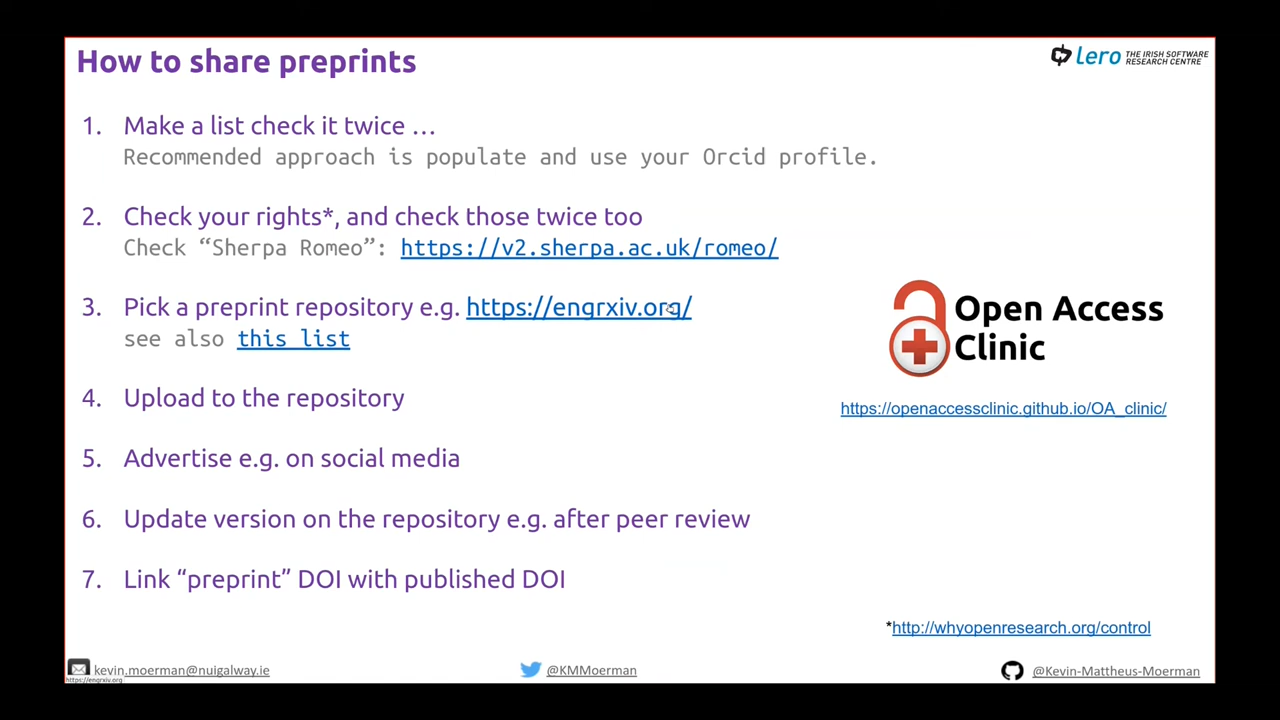 How to share preprints
lero THE IRISH SOFTWARE
RESEARCH CENTRE
1. Make a list check it twice …
Recommended approach is populate and use your Orcid profile.
2. Check your rights*, and check those twice too
Check “Sherpa Romeo”: https://v2.sherpa.ac.uk/romeo/
3. Pick a preprint repository e.g. https://engrxiv.org/
see also this list
Open Access
Clinic
4. Upload to the repository
https://openaccessclinic.github.io/OA_clinic/
5. Advertise e.g. on social media
6. Update version on the repository e.g. after peer review
7. Link “preprint” DOI with published DOI
*http://whyopenresearch.org/control
kevin.moerman@nuigalway.ie
@KMMoerman
@Kevin-Mattheus-Moerman
https://engrxiv.org